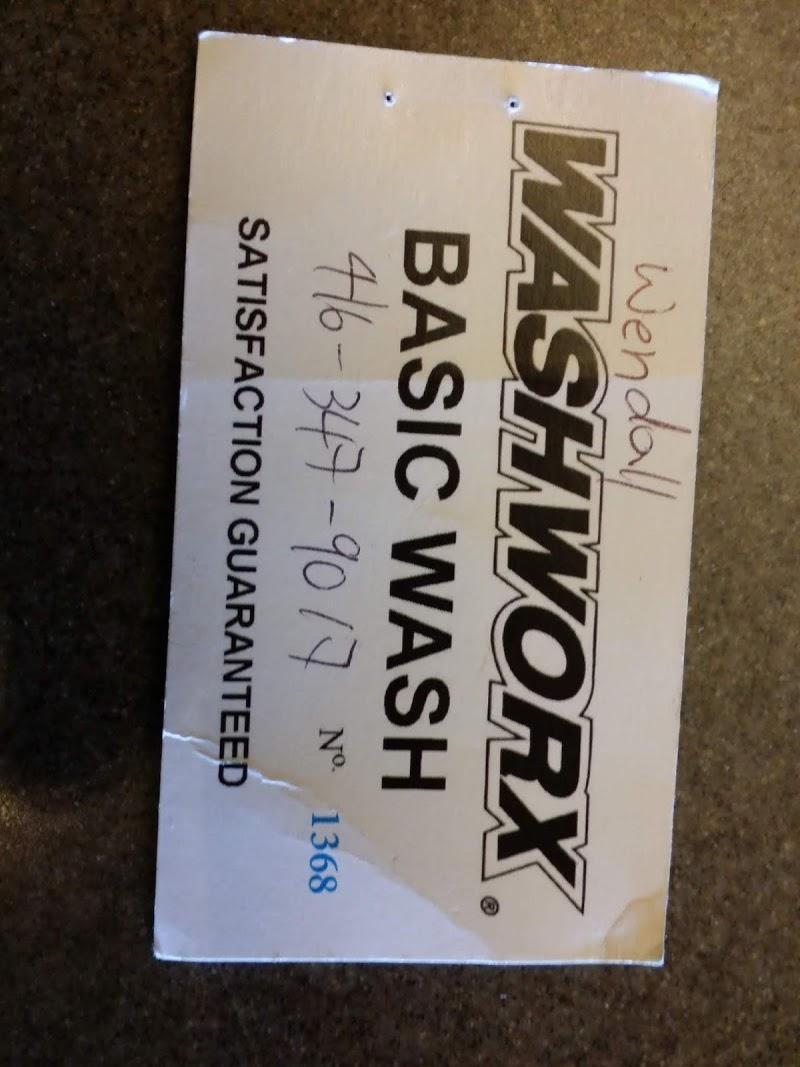 Wendall
WASHWORX®
BASIC WASH
416-347-9017
Nº. 1368
SATISFACTION GUARANTEED